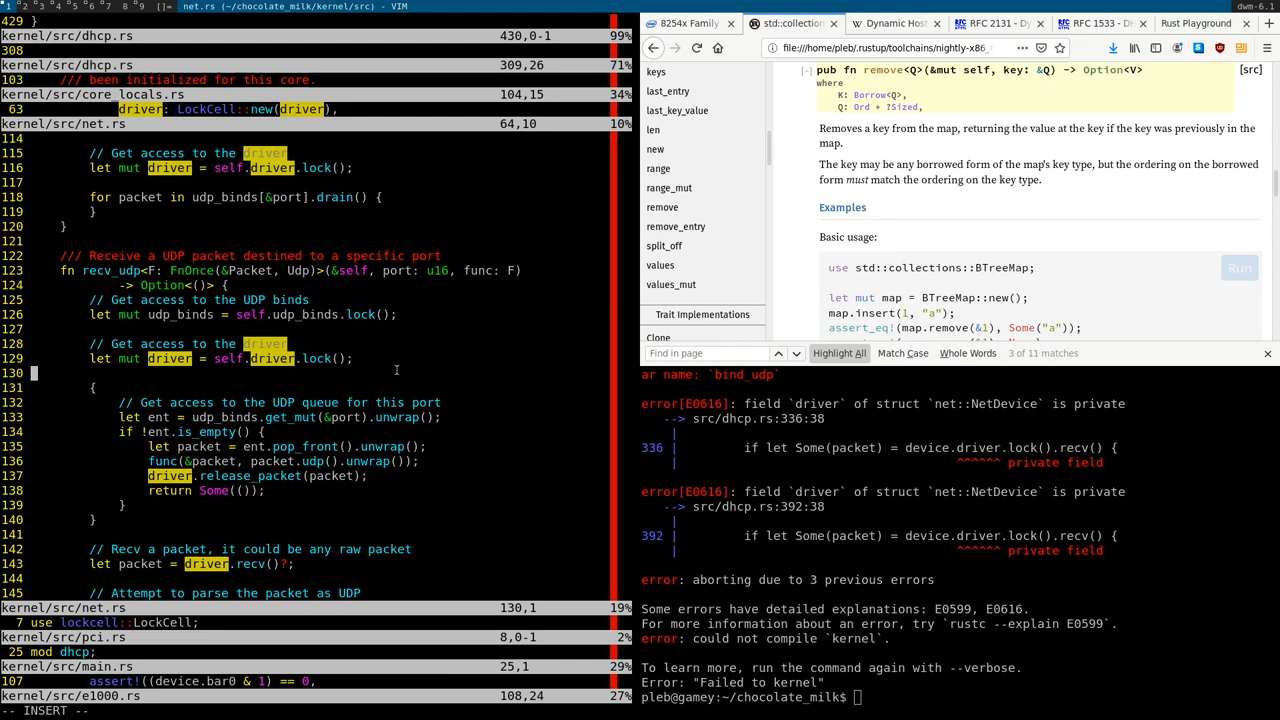 1 2 3 4 5 6 7 8 9 []= net.rs (~/chocolate_milk/kernel/src) - VIM
dwm-6.1
429 }
kernel/src/dhcp.rs 430,0-1 99%
308
kernel/src/dhcp.rs 309,26 71%
103 /// been initialized for this core.
kernel/src/core_locals.rs 104,15 34%
63 driver: LockCell::new(driver),
kernel/src/net.rs 64,10 10%
114
115 // Get access to the driver
116 let mut driver = self.driver.lock();
117
118 for packet in udp_binds[&port].drain() {
119 }
120 }
121
122 /// Receive a UDP packet destined to a specific port
123 fn recv_udp<F: FnOnce(&Packet, Udp)>(&self, port: u16, func: F)
124 -> Option<()> {
125 // Get access to the UDP binds
126 let mut udp_binds = self.udp_binds.lock();
127
128 // Get access to the driver
129 let mut driver = self.driver.lock();
130
131 {
132 // Get access to the UDP queue for this port
133 let ent = udp_binds.get_mut(&port).unwrap();
134 if !ent.is_empty() {
135 let packet = ent.pop_front().unwrap();
136 func(&packet, packet.udp().unwrap());
137 driver.release_packet(packet);
138 return Some(());
139 }
140 }
141
142 // Recv a packet, it could be any raw packet
143 let packet = driver.recv()?;
144
145 // Attempt to parse the packet as UDP
kernel/src/net.rs 130,1 19%
7 use lockcell::LockCell;
kernel/src/pci.rs 8,0-1 2%
25 mod dhcp;
kernel/src/main.rs 25,1 29%
107 assert!((device.bar0 & 1) == 0,
kernel/src/e1000.rs 108,24 27%
-- INSERT --
8254x Family
std::collection
Dynamic Host
RFC 2131 - Dy
RFC 1533 - DH
Rust Playground
file:///home/pleb/.rustup/toolchains/nightly-x86_
keys
last_entry
last_key_value
len
new
range
range_mut
remove
remove_entry
split_off
values
values_mut
Trait Implementations
Clone
[-] pub fn remove<Q>(&mut self, key: &Q) -> Option<V> [src]
where
K: Borrow<Q>,
Q: Ord + ?Sized,
Removes a key from the map, returning the value at the key if the key was previously in the
map.
The key may be any borrowed form of the map's key type, but the ordering on the borrowed
form must match the ordering on the key type.
Examples
Basic usage:
Run
use std::collections::BTreeMap;
let mut map = BTreeMap::new();
map.insert(1, "a");
assert_eq!(map.remove(&1), Some("a"));
Find in page
Highlight All
Match Case
Whole Words
3 of 11 matches
ar name: `bind_udp`
error[E0616]: field `driver` of struct `net::NetDevice` is private
--> src/dhcp.rs:336:38
|
336 | if let Some(packet) = device.driver.lock().recv() {
| ^^^^^^ private field
error[E0616]: field `driver` of struct `net::NetDevice` is private
--> src/dhcp.rs:392:38
|
392 | if let Some(packet) = device.driver.lock().recv() {
| ^^^^^^ private field
error: aborting due to 3 previous errors
Some errors have detailed explanations: E0599, E0616.
For more information about an error, try `rustc --explain E0599`.
error: could not compile `kernel`.
To learn more, run the command again with --verbose.
Error: "Failed to kernel"
pleb@gamey:~/chocolate_milk$